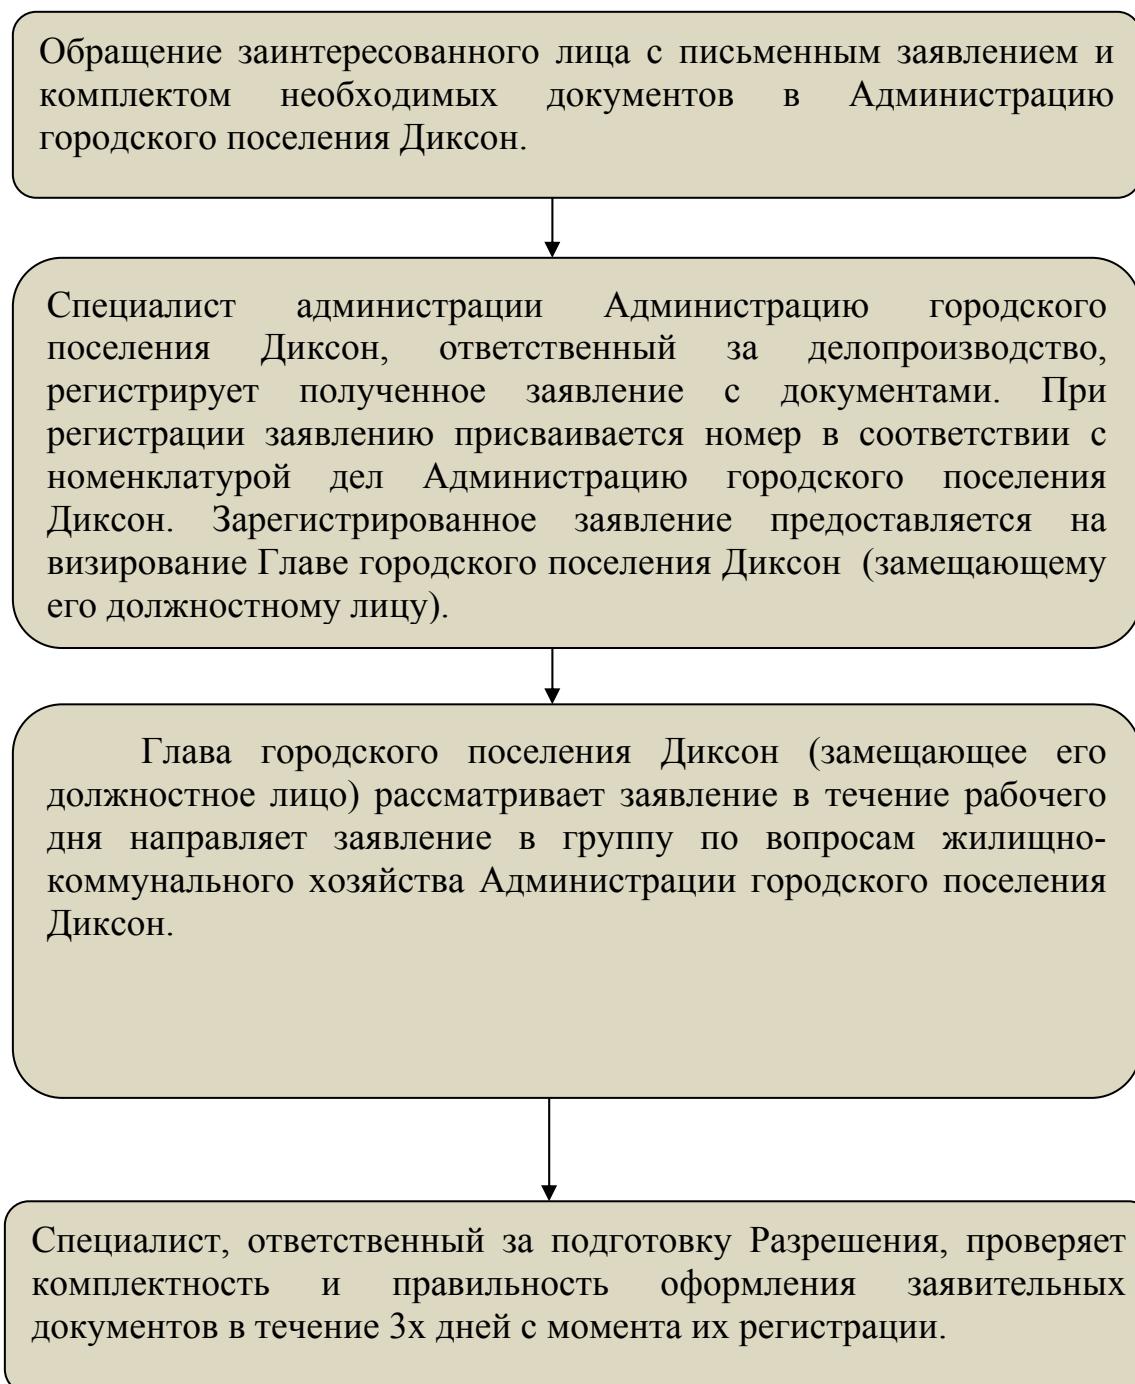 Обращение заинтересованного лица с письменным заявлением и
комплектом необходимых документов в Администрацию
городского поселения Диксон.
Специалист администрации Администрацию городского
поселения Диксон, ответственный за делопроизводство,
регистрирует полученное заявление с документами. При
регистрации заявлению присваивается номер в соответствии с
номенклатурой дел Администрацию городского поселения
Диксон. Зарегистрированное заявление предоставляется на
визирование Главе городского поселения Диксон (замещающему
его должностному лицу).
Глава городского поселения Диксон (замещающее его
должностное лицо) рассматривает заявление в течение рабочего
дня направляет заявление в группу по вопросам жилищно-
коммунального хозяйства Администрации городского поселения
Диксон.
Специалист, ответственный за подготовку Разрешения, проверяет
комплектность и правильность оформления заявительных
документов в течение 3х дней с момента их регистрации.